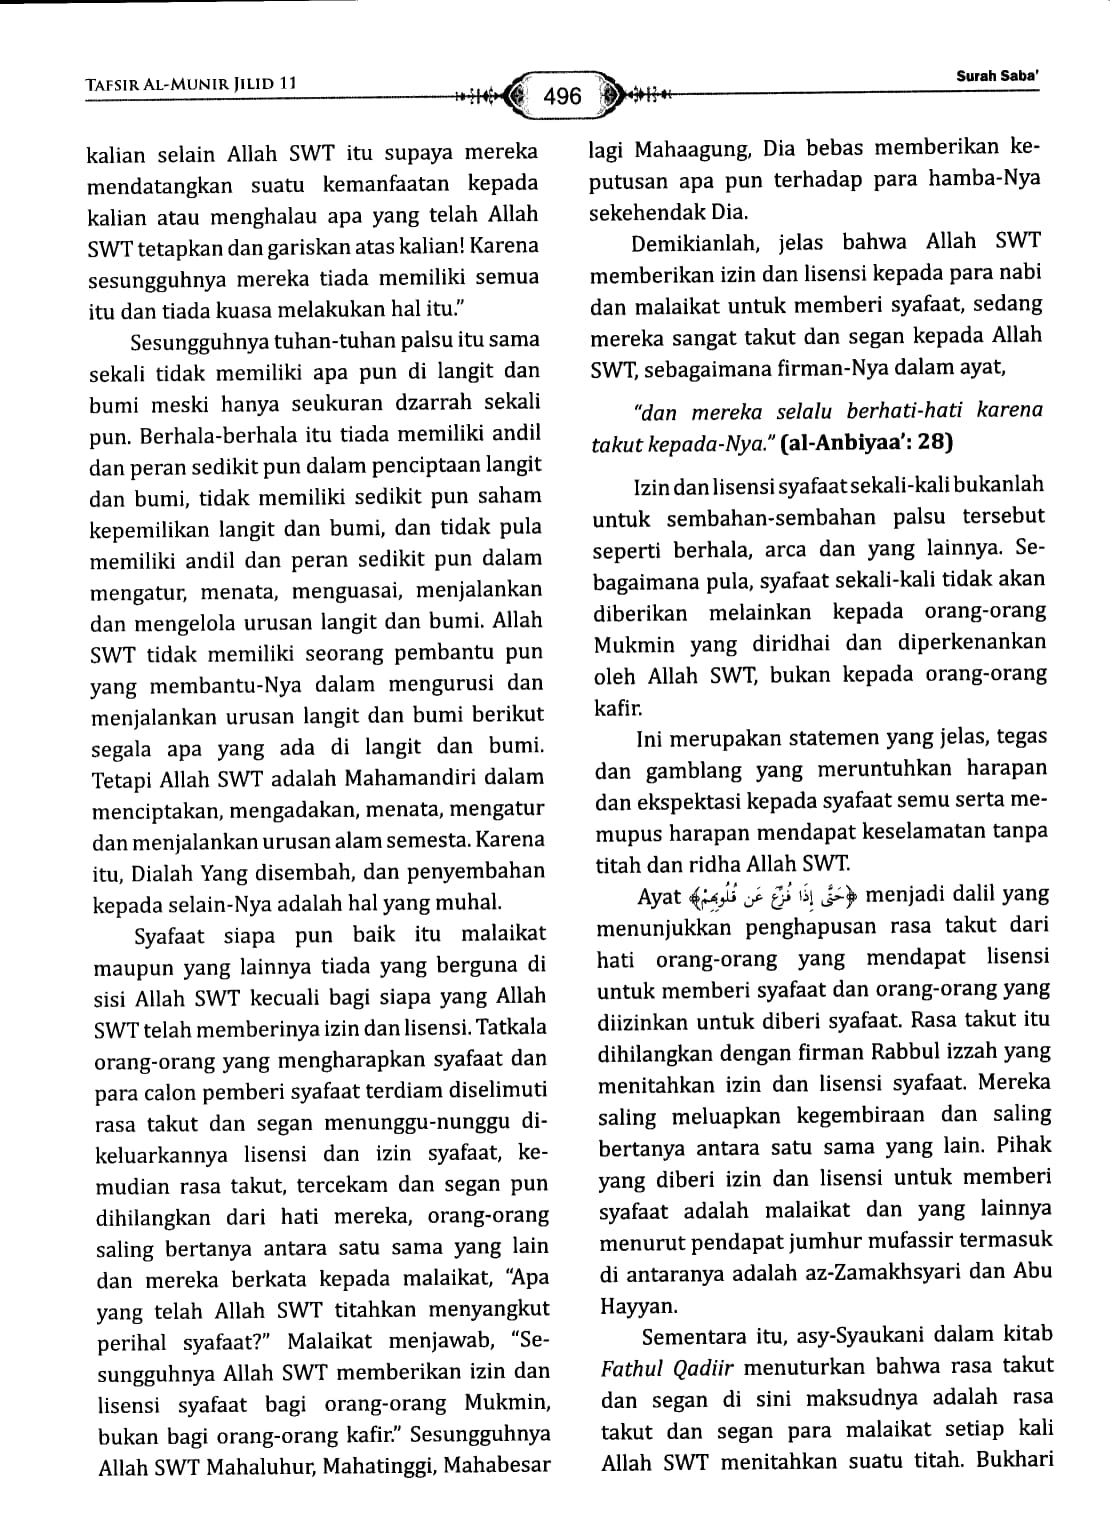 TAFSIR AL-MUNIR JILID 11
496
Surah Saba'
kalian selain Allah SWT itu supaya mereka
mendatangkan suatu kemanfaatan kepada
kalian atau menghalau apa yang telah Allah
SWT tetapkan dan gariskan atas kalian! Karena
sesungguhnya mereka tiada memiliki semua
itu dan tiada kuasa melakukan hal itu.”
Sesungguhnya tuhan-tuhan palsu itu sama
sekali tidak memiliki apa pun di langit dan
bumi meski hanya seukuran dzarrah sekali
pun. Berhala-berhala itu tiada memiliki andil
dan peran sedikit pun dalam penciptaan langit
dan bumi, tidak memiliki sedikit pun saham
kepemilikan langit dan bumi, dan tidak pula
memiliki andil dan peran sedikit pun dalam
mengatur, menata, menguasai, menjalankan
dan mengelola urusan langit dan bumi. Allah
SWT tidak memiliki seorang pembantu pun
yang membantu-Nya dalam mengurusi dan
menjalankan urusan langit dan bumi berikut
segala apa yang ada di langit dan bumi.
Tetapi Allah SWT adalah Mahamandiri dalam
menciptakan, mengadakan, menata, mengatur
dan menjalankan urusan alam semesta. Karena
itu, Dialah Yang disembah, dan penyembahan
kepada selain-Nya adalah hal yang muhal.
Syafaat siapa pun baik itu malaikat
maupun yang lainnya tiada yang berguna di
sisi Allah SWT kecuali bagi siapa yang Allah
SWT telah memberinya izin dan lisensi. Tatkala
orang-orang yang mengharapkan syafaat dan
para calon pemberi syafaat terdiam diselimuti
rasa takut dan segan menunggu-nunggu di-
keluarkannya lisensi dan izin syafaat, ke-
mudian rasa takut, tercekam dan segan pun
dihilangkan dari hati mereka, orang-orang
saling bertanya antara satu sama yang lain
dan mereka berkata kepada malaikat, “Apa
yang telah Allah SWT titahkan menyangkut
perihal syafaat?” Malaikat menjawab, “Se-
sungguhnya Allah SWT memberikan izin dan
lisensi syafaat bagi orang-orang Mukmin,
bukan bagi orang-orang kafir.” Sesungguhnya
Allah SWT Mahaluhur, Mahatinggi, Mahabesar
lagi Mahaagung, Dia bebas memberikan ke-
putusan apa pun terhadap para hamba-Nya
sekehendak Dia.
Demikianlah, jelas bahwa Allah SWT
memberikan izin dan lisensi kepada para nabi
dan malaikat untuk memberi syafaat, sedang
mereka sangat takut dan segan kepada Allah
SWT, sebagaimana firman-Nya dalam ayat,
“dan mereka selalu berhati-hati karena
takut kepada-Nya.” (al-Anbiyaa’: 28)
Izin dan lisensi syafaat sekali-kali bukanlah
untuk sembahan-sembahan palsu tersebut
seperti berhala, arca dan yang lainnya. Se-
bagaimana pula, syafaat sekali-kali tidak akan
diberikan melainkan kepada orang-orang
Mukmin yang diridhai dan diperkenankan
oleh Allah SWT, bukan kepada orang-orang
kafir.
Ini merupakan statemen yang jelas, tegas
dan gamblang yang meruntuhkan harapan
dan ekspektasi kepada syafaat semu serta me-
mupus harapan mendapat keselamatan tanpa
titah dan ridha Allah SWT.
Ayat ﴿حَتَّى إِذَا فُزِّعَ عَن قُلُوبِهِمْ﴾ menjadi dalil yang
menunjukkan penghapusan rasa takut dari
hati orang-orang yang mendapat lisensi
untuk memberi syafaat dan orang-orang yang
diizinkan untuk diberi syafaat. Rasa takut itu
dihilangkan dengan firman Rabbul izzah yang
menitahkan izin dan lisensi syafaat. Mereka
saling meluapkan kegembiraan dan saling
bertanya antara satu sama yang lain. Pihak
yang diberi izin dan lisensi untuk memberi
syafaat adalah malaikat dan yang lainnya
menurut pendapat jumhur mufassir termasuk
di antaranya adalah az-Zamakhsyari dan Abu
Hayyan.
Sementara itu, asy-Syaukani dalam kitab
Fathul Qadiir menuturkan bahwa rasa takut
dan segan di sini maksudnya adalah rasa
takut dan segan para malaikat setiap kali
Allah SWT menitahkan suatu titah. Bukhari